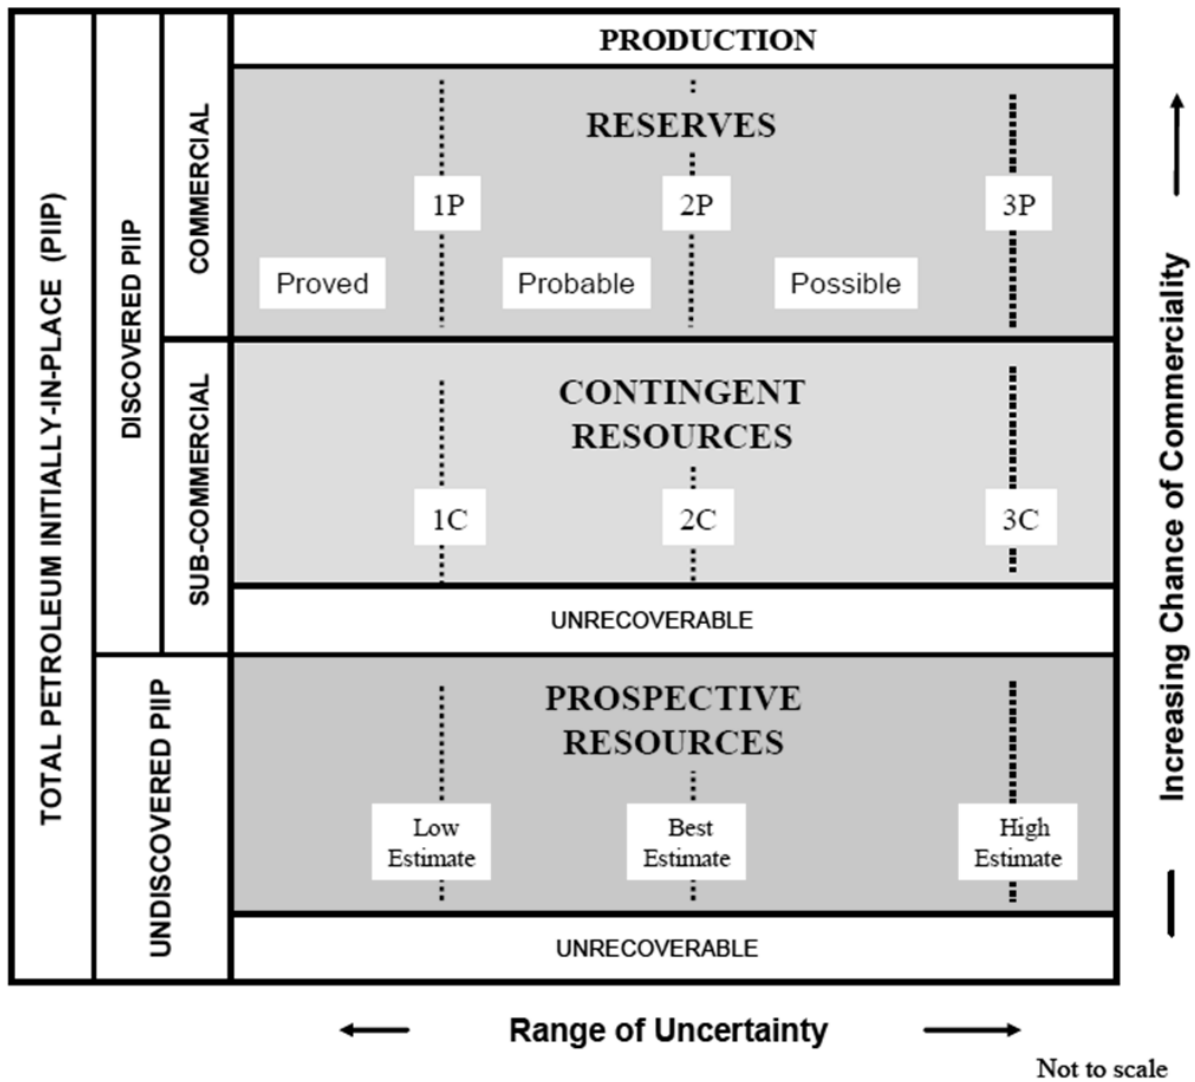 TOTAL PETROLEUM INITIALLY-IN-PLACE (PIIP)
DISCOVERED PIIP
COMMERCIAL
PRODUCTION
RESERVES
1P
2P
3P
Proved
Probable
Possible
SUB-COMMERCIAL
CONTINGENT
RESOURCES
1C
2C
3C
UNRECOVERABLE
UNDISCOVERED PIIP
PROSPECTIVE
RESOURCES
Low
Estimate
Best
Estimate
High
Estimate
UNRECOVERABLE
Increasing Chance of Commerciality
Range of Uncertainty
Not to scale